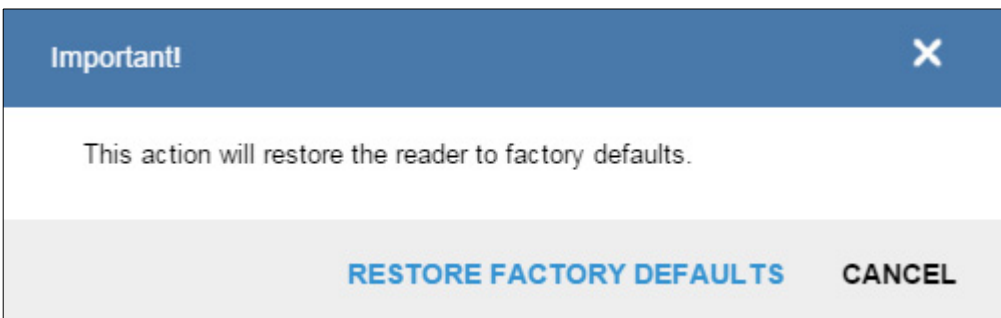 Important!
This action will restore the reader to factory defaults.
RESTORE FACTORY DEFAULTS CANCEL